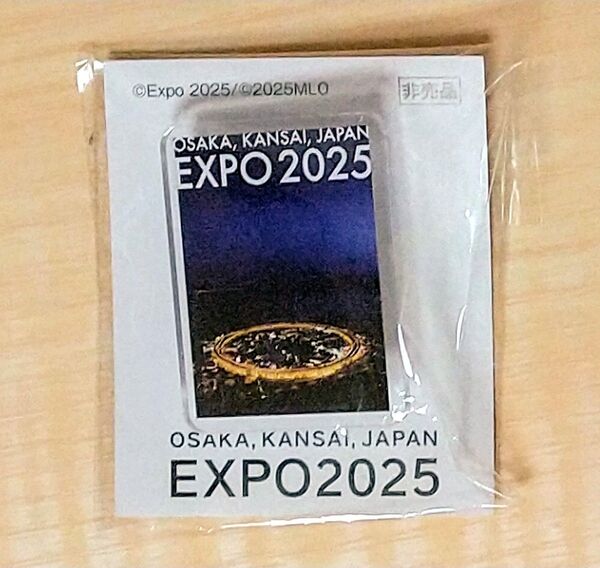 ©Expo 2025/©2025MLO
非売品
OSAKA, KANSAI, JAPAN
EXPO 2025
OSAKA, KANSAI, JAPAN
EXPO2025